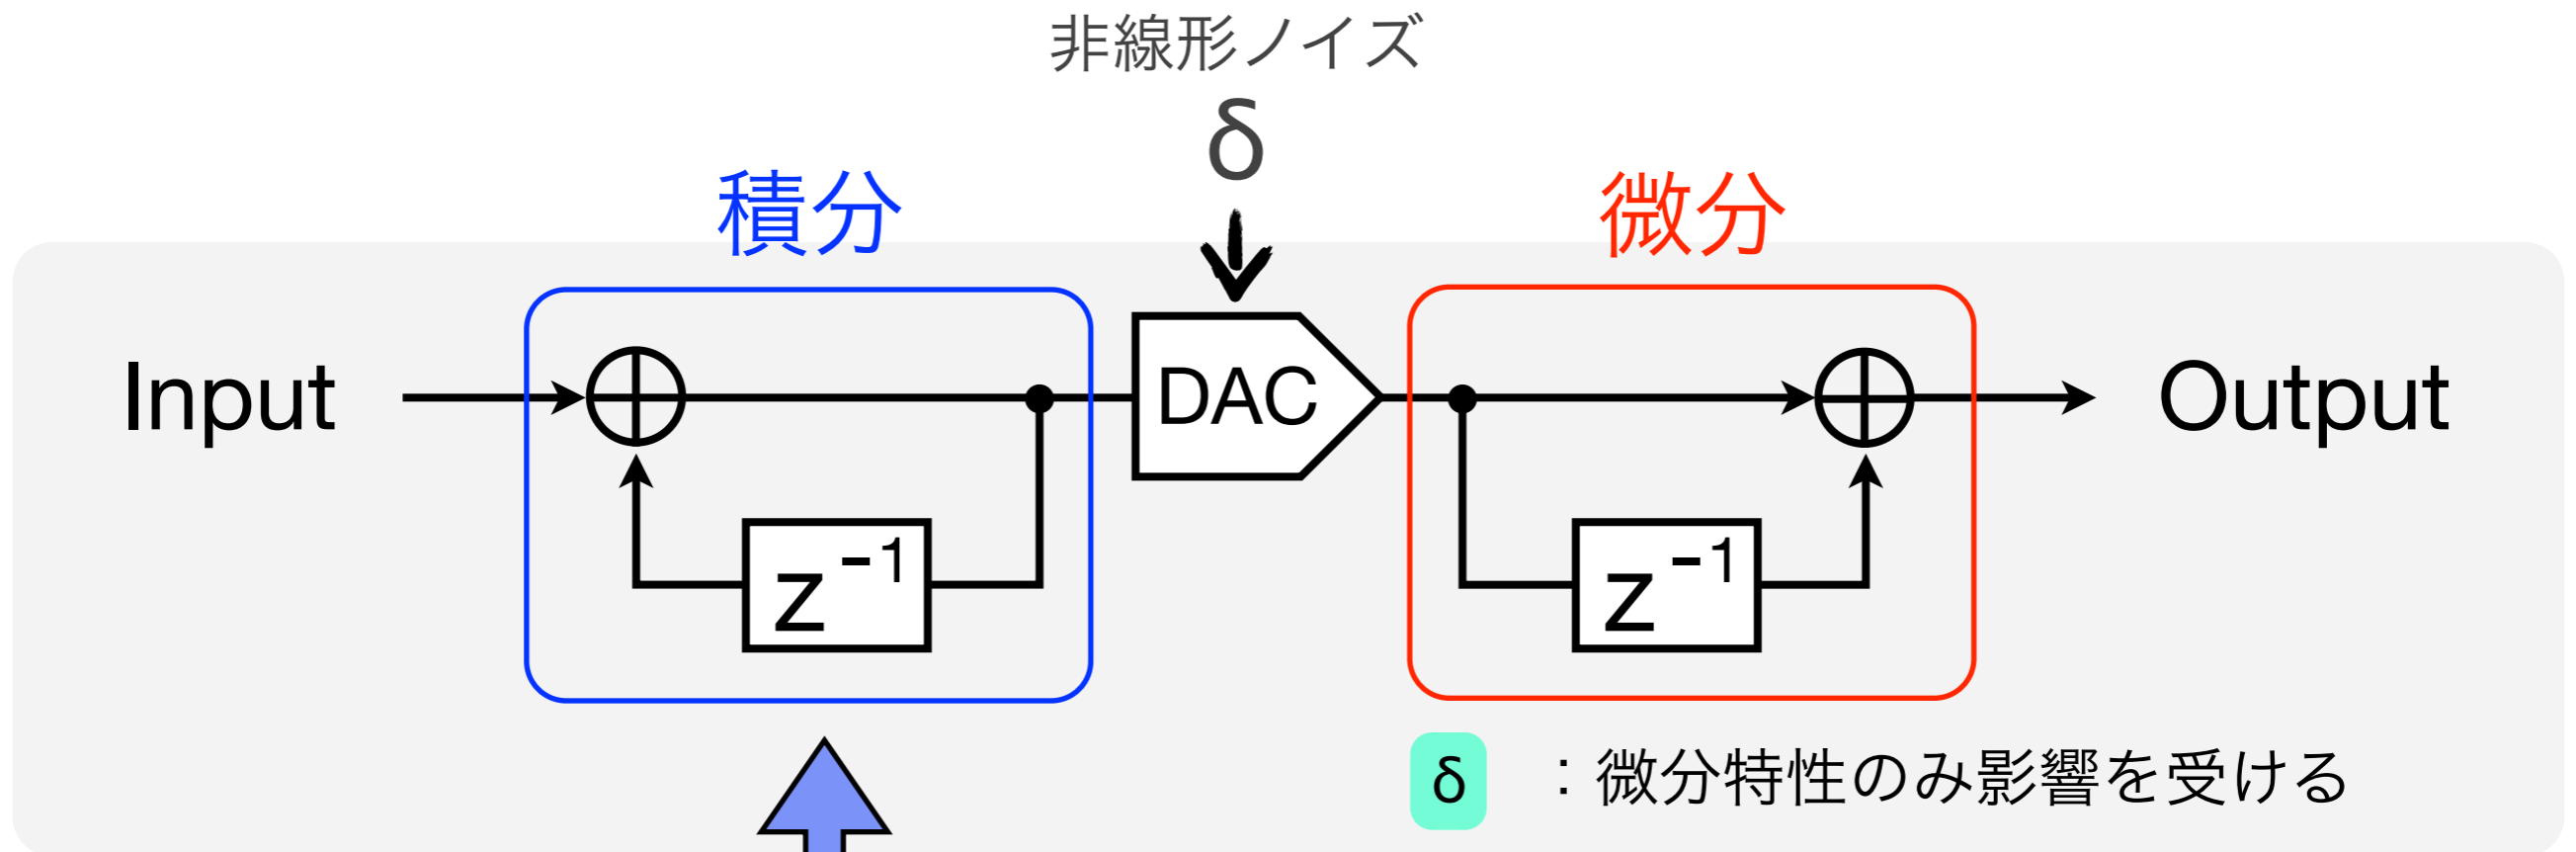 非線形ノイズ
δ
積分
微分
Input
DAC
Output
z⁻¹
z⁻¹
δ ：微分特性のみ影響を受ける